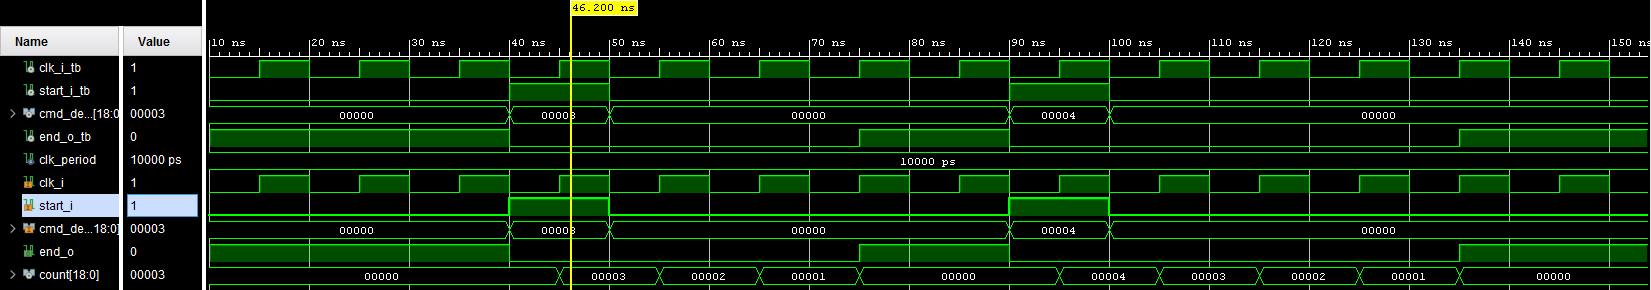 46.200 ns
Name Value 10 ns 20 ns 30 ns 40 ns 50 ns 60 ns 70 ns 80 ns 90 ns 100 ns 110 ns 120 ns 130 ns 140 ns 150 ns
clk_i_tb 1
start_i_tb 1
cmd_de...[18:0 00003 00000 00003 00000 00004 00000
end_o_tb 0
clk_period 10000 ps 10000 ps
clk_i 1
start_i 1
cmd_de...18:0] 00003 00000 00003 00000 00004 00000
end_o 0
count[18:0] 00003 00000 00003 00002 00001 00000 00004 00003 00002 00001 00000